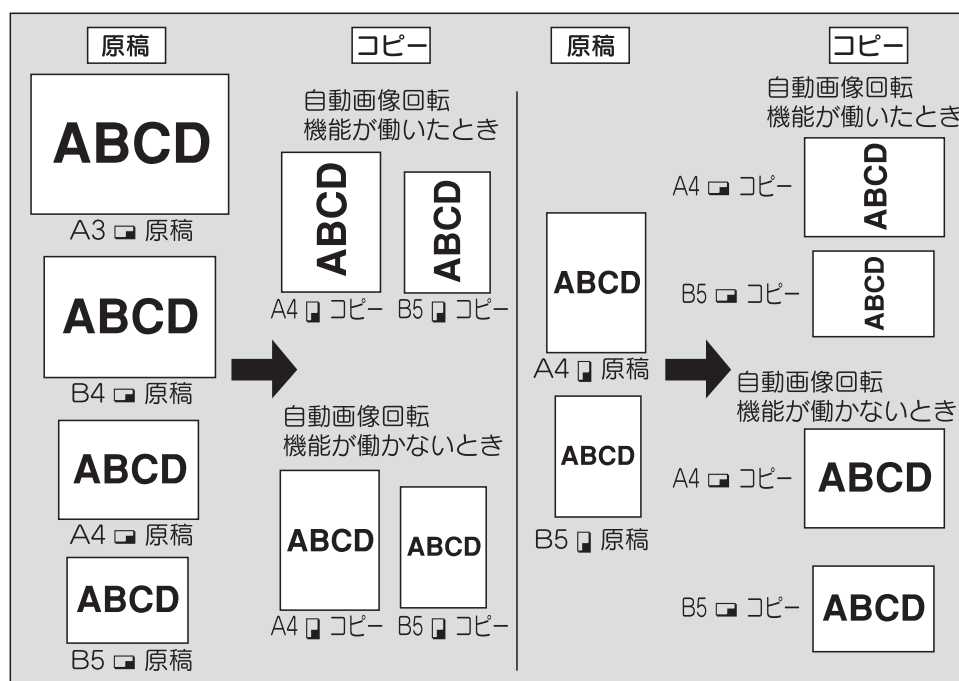 原稿
コピー
ABCD
A3 原稿
ABCD
B4 原稿
ABCD
A4 原稿
ABCD
B5 原稿
自動画像回転
機能が働いたとき
ABCD
ABCD
A4 コピー B5 コピー
自動画像回転
機能が働かないとき
ABCD
ABCD
A4 コピー B5 コピー
原稿
コピー
ABCD
A4 原稿
ABCD
B5 原稿
自動画像回転
機能が働いたとき
A4 コピー
ABCD
B5 コピー
ABCD
自動画像回転
機能が働かないとき
A4 コピー
ABCD
B5 コピー
ABCD